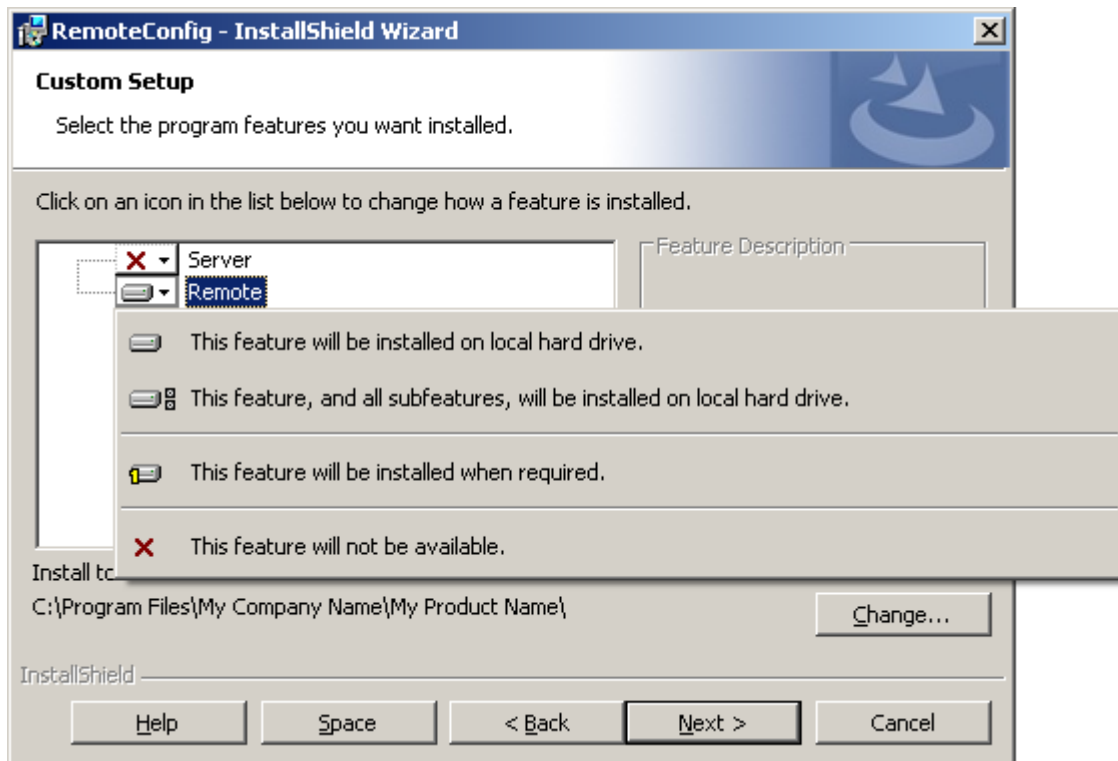 RemoteConfig - InstallShield Wizard
Custom Setup
Select the program features you want installed.
Click on an icon in the list below to change how a feature is installed.
Server
Feature Description
Remote
This feature will be installed on local hard drive.
This feature, and all subfeatures, will be installed on local hard drive.
This feature will be installed when required.
This feature will not be available.
Install
C:\Program Files\My Company Name\My Product Name\
Change...
InstallShield
Help
Space
< Back
Next >
Cancel